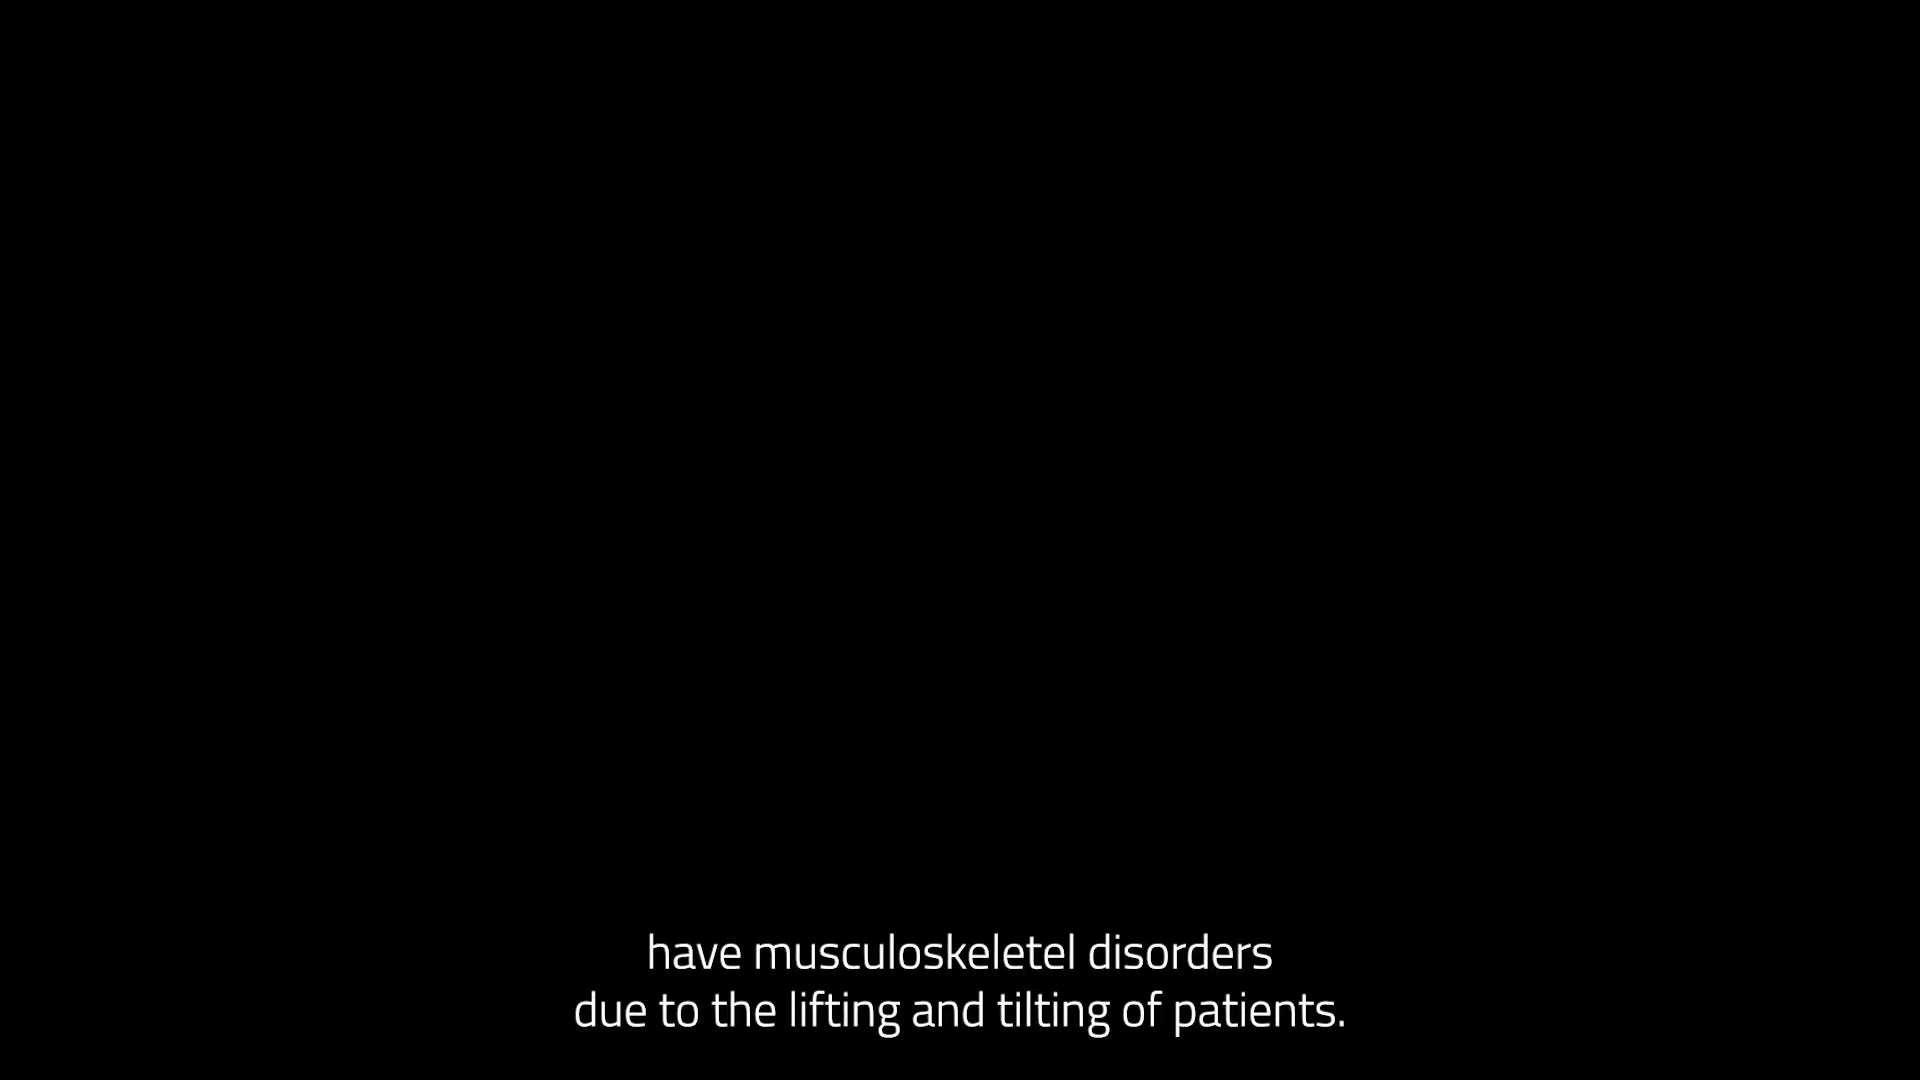 have musculoskeletel disorders
due to the lifting and tilting of patients.